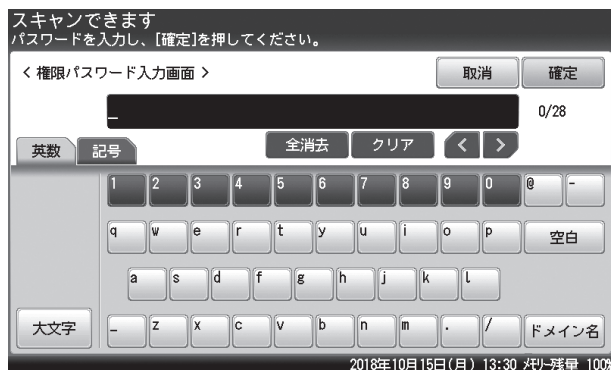 スキャンできます
パスワードを入力し、[確定]を押してください。
< 権限パスワード入力画面 > 取消 確定
_ 0/28
英数 記号 全消去 クリア < >
1 2 3 4 5 6 7 8 9 0 @ -
q w e r t y u i o p 空白
a s d f g h j k l
大文字 _ z x c v b n m . / ドメイン名
2018年10月15日(月) 13:30 メモリー残量 100%